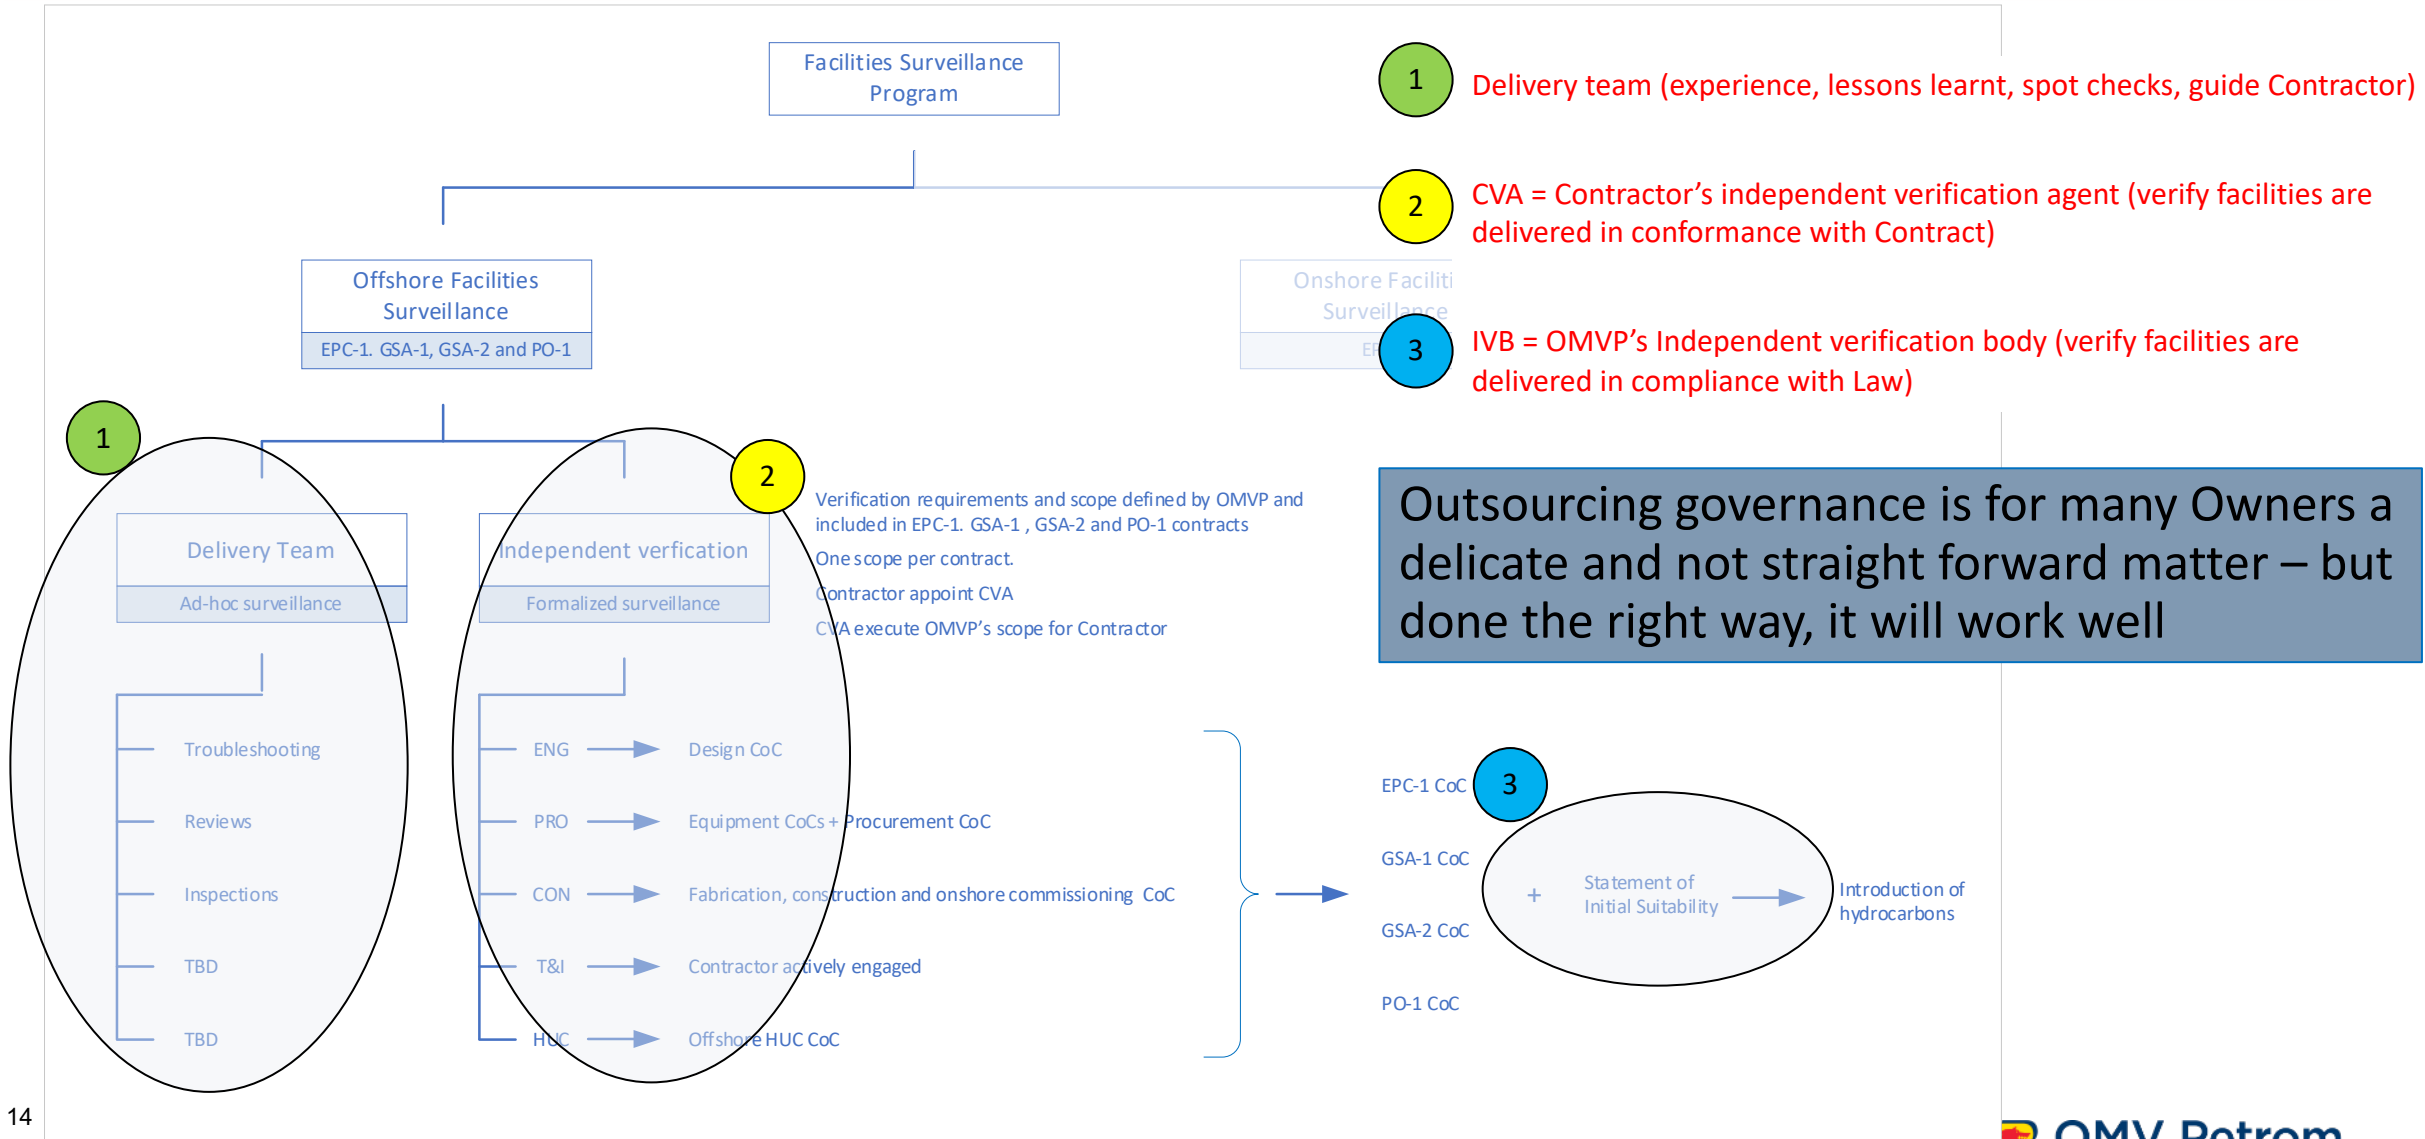 Facilities Surveillance
Program
1
Delivery team (experience, lessons learnt, spot checks, guide Contractor)
2
CVA = Contractor's independent verification agent (verify facilities are
delivered in conformance with Contract)
Offshore Facilities
Surveillance
EPC-1. GSA-1, GSA-2 and PO-1
Onshore Faciliti
Surveillance
3
IVB = OMVP's Independent verification body (verify facilities are
delivered in compliance with Law)
1
2
Delivery Team
Ad-hoc surveillance
Independent verfication
Formalized surveillance
Verification requirements and scope defined by OMVP and
included in EPC-1. GSA-1 , GSA-2 and PO-1 contracts
One scope per contract.
Contractor appoint CVA
CVA execute OMVP's scope for Contractor
Outsourcing governance is for many Owners a
delicate and not straight forward matter – but
done the right way, it will work well
Troubleshooting
Reviews
Inspections
TBD
TBD
ENG
Design CoC
PRO
Equipment CoCs + Procurement CoC
CON
Fabrication, construction and onshore commissioning CoC
T&I
Contractor actively engaged
HUC
Offshore HUC CoC
EPC-1 CoC
GSA-1 CoC
GSA-2 CoC
PO-1 CoC
3
+
Statement of
Initial Suitability
Introduction of
hydrocarbons
14
OMV Petrom